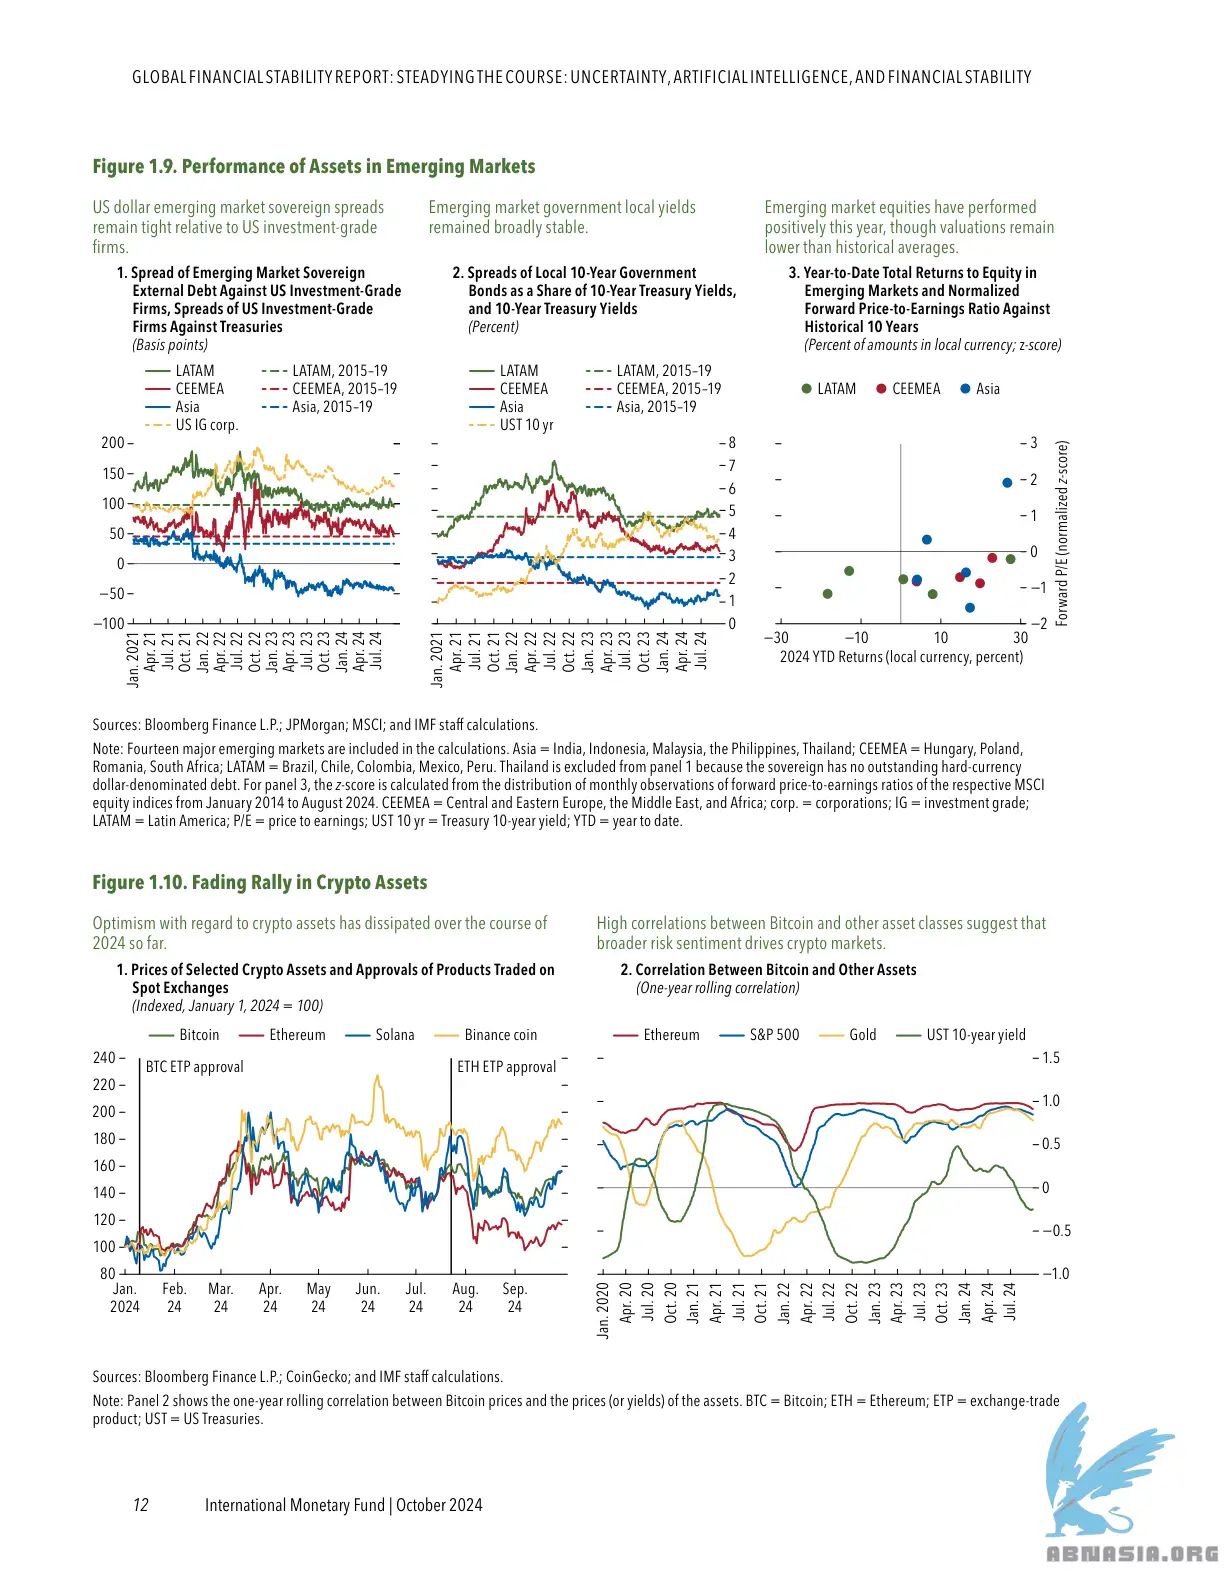 GLOBAL FINANCIAL STABILITY REPORT: STEADYING THE COURSE: UNCERTAINTY, ARTIFICIAL INTELLIGENCE, AND FINANCIAL STABILITY
Figure 1.9. Performance of Assets in Emerging Markets
US dollar emerging market sovereign spreads
remain tight relative to US investment-grade
firms.
1. Spread of Emerging Market Sovereign
External Debt Against US Investment-Grade
Firms, Spreads of US Investment-Grade
Firms Against Treasuries
(Basis points)
LATAM
LATAM, 2015–19
CEEMEA
CEEMEA, 2015–19
Asia
Asia, 2015–19
US IG corp.
200
150
100
50
0
–50
–100
Jan. 2021
Apr. 21
Jul. 21
Oct. 21
Jan. 22
Apr. 22
Jul. 22
Oct. 22
Jan. 23
Apr. 23
Jul. 23
Oct. 23
Jan. 24
Apr. 24
Jul. 24
Emerging market government local yields
remained broadly stable.
2. Spreads of Local 10-Year Government
Bonds as a Share of 10-Year Treasury Yields,
and 10-Year Treasury Yields
(Percent)
LATAM
LATAM, 2015–19
CEEMEA
CEEMEA, 2015–19
Asia
Asia, 2015–19
UST 10 yr
8
7
6
5
4
3
2
1
0
Jan. 2021
Apr. 21
Jul. 21
Oct. 21
Jan. 22
Apr. 22
Jul. 22
Oct. 22
Jan. 23
Apr. 23
Jul. 23
Oct. 23
Jan. 24
Apr. 24
Jul. 24
Emerging market equities have performed
positively this year, though valuations remain
lower than historical averages.
3. Year-to-Date Total Returns to Equity in
Emerging Markets and Normalized
Forward Price-to-Earnings Ratio Against
Historical 10 Years
(Percent of amounts in local currency; z-score)
LATAM
CEEMEA
Asia
3
2
1
0
–1
–2
Forward P/E (normalized z-score)
–30
–10
10
30
2024 YTD Returns (local currency, percent)
Sources: Bloomberg Finance L.P.; JPMorgan; MSCI; and IMF staff calculations.
Note: Fourteen major emerging markets are included in the calculations. Asia = India, Indonesia, Malaysia, the Philippines, Thailand; CEEMEA = Hungary, Poland,
Romania, South Africa; LATAM = Brazil, Chile, Colombia, Mexico, Peru. Thailand is excluded from panel 1 because the sovereign has no outstanding hard-currency
dollar-denominated debt. For panel 3, the z-score is calculated from the distribution of monthly observations of forward price-to-earnings ratios of the respective MSCI
equity indices from January 2014 to August 2024. CEEMEA = Central and Eastern Europe, the Middle East, and Africa; corp. = corporations; IG = investment grade;
LATAM = Latin America; P/E = price to earnings; UST 10 yr = Treasury 10-year yield; YTD = year to date.
Figure 1.10. Fading Rally in Crypto Assets
Optimism with regard to crypto assets has dissipated over the course of
2024 so far.
1. Prices of Selected Crypto Assets and Approvals of Products Traded on
Spot Exchanges
(Indexed, January 1, 2024 = 100)
Bitcoin
Ethereum
Solana
Binance coin
BTC ETP approval
ETH ETP approval
240
220
200
180
160
140
120
100
80
Jan.
2024
Feb.
24
Mar.
24
Apr.
24
May
24
Jun.
24
Jul.
24
Aug.
24
Sep.
24
High correlations between Bitcoin and other asset classes suggest that
broader risk sentiment drives crypto markets.
2. Correlation Between Bitcoin and Other Assets
(One-year rolling correlation)
Ethereum
S&P 500
Gold
UST 10-year yield
1.5
1.0
0.5
0
–0.5
–1.0
Jan. 2020
Apr. 20
Jul. 20
Oct. 20
Jan. 21
Apr. 21
Jul. 21
Oct. 21
Jan. 22
Apr. 22
Jul. 22
Oct. 22
Jan. 23
Apr. 23
Jul. 23
Oct. 23
Jan. 24
Apr. 24
Jul. 24
Sources: Bloomberg Finance L.P.; CoinGecko; and IMF staff calculations.
Note: Panel 2 shows the one-year rolling correlation between Bitcoin prices and the prices (or yields) of the assets. BTC = Bitcoin; ETH = Ethereum; ETP = exchange-trade
product; UST = US Treasuries.
12
International Monetary Fund | October 2024
ABNASIA.ORG